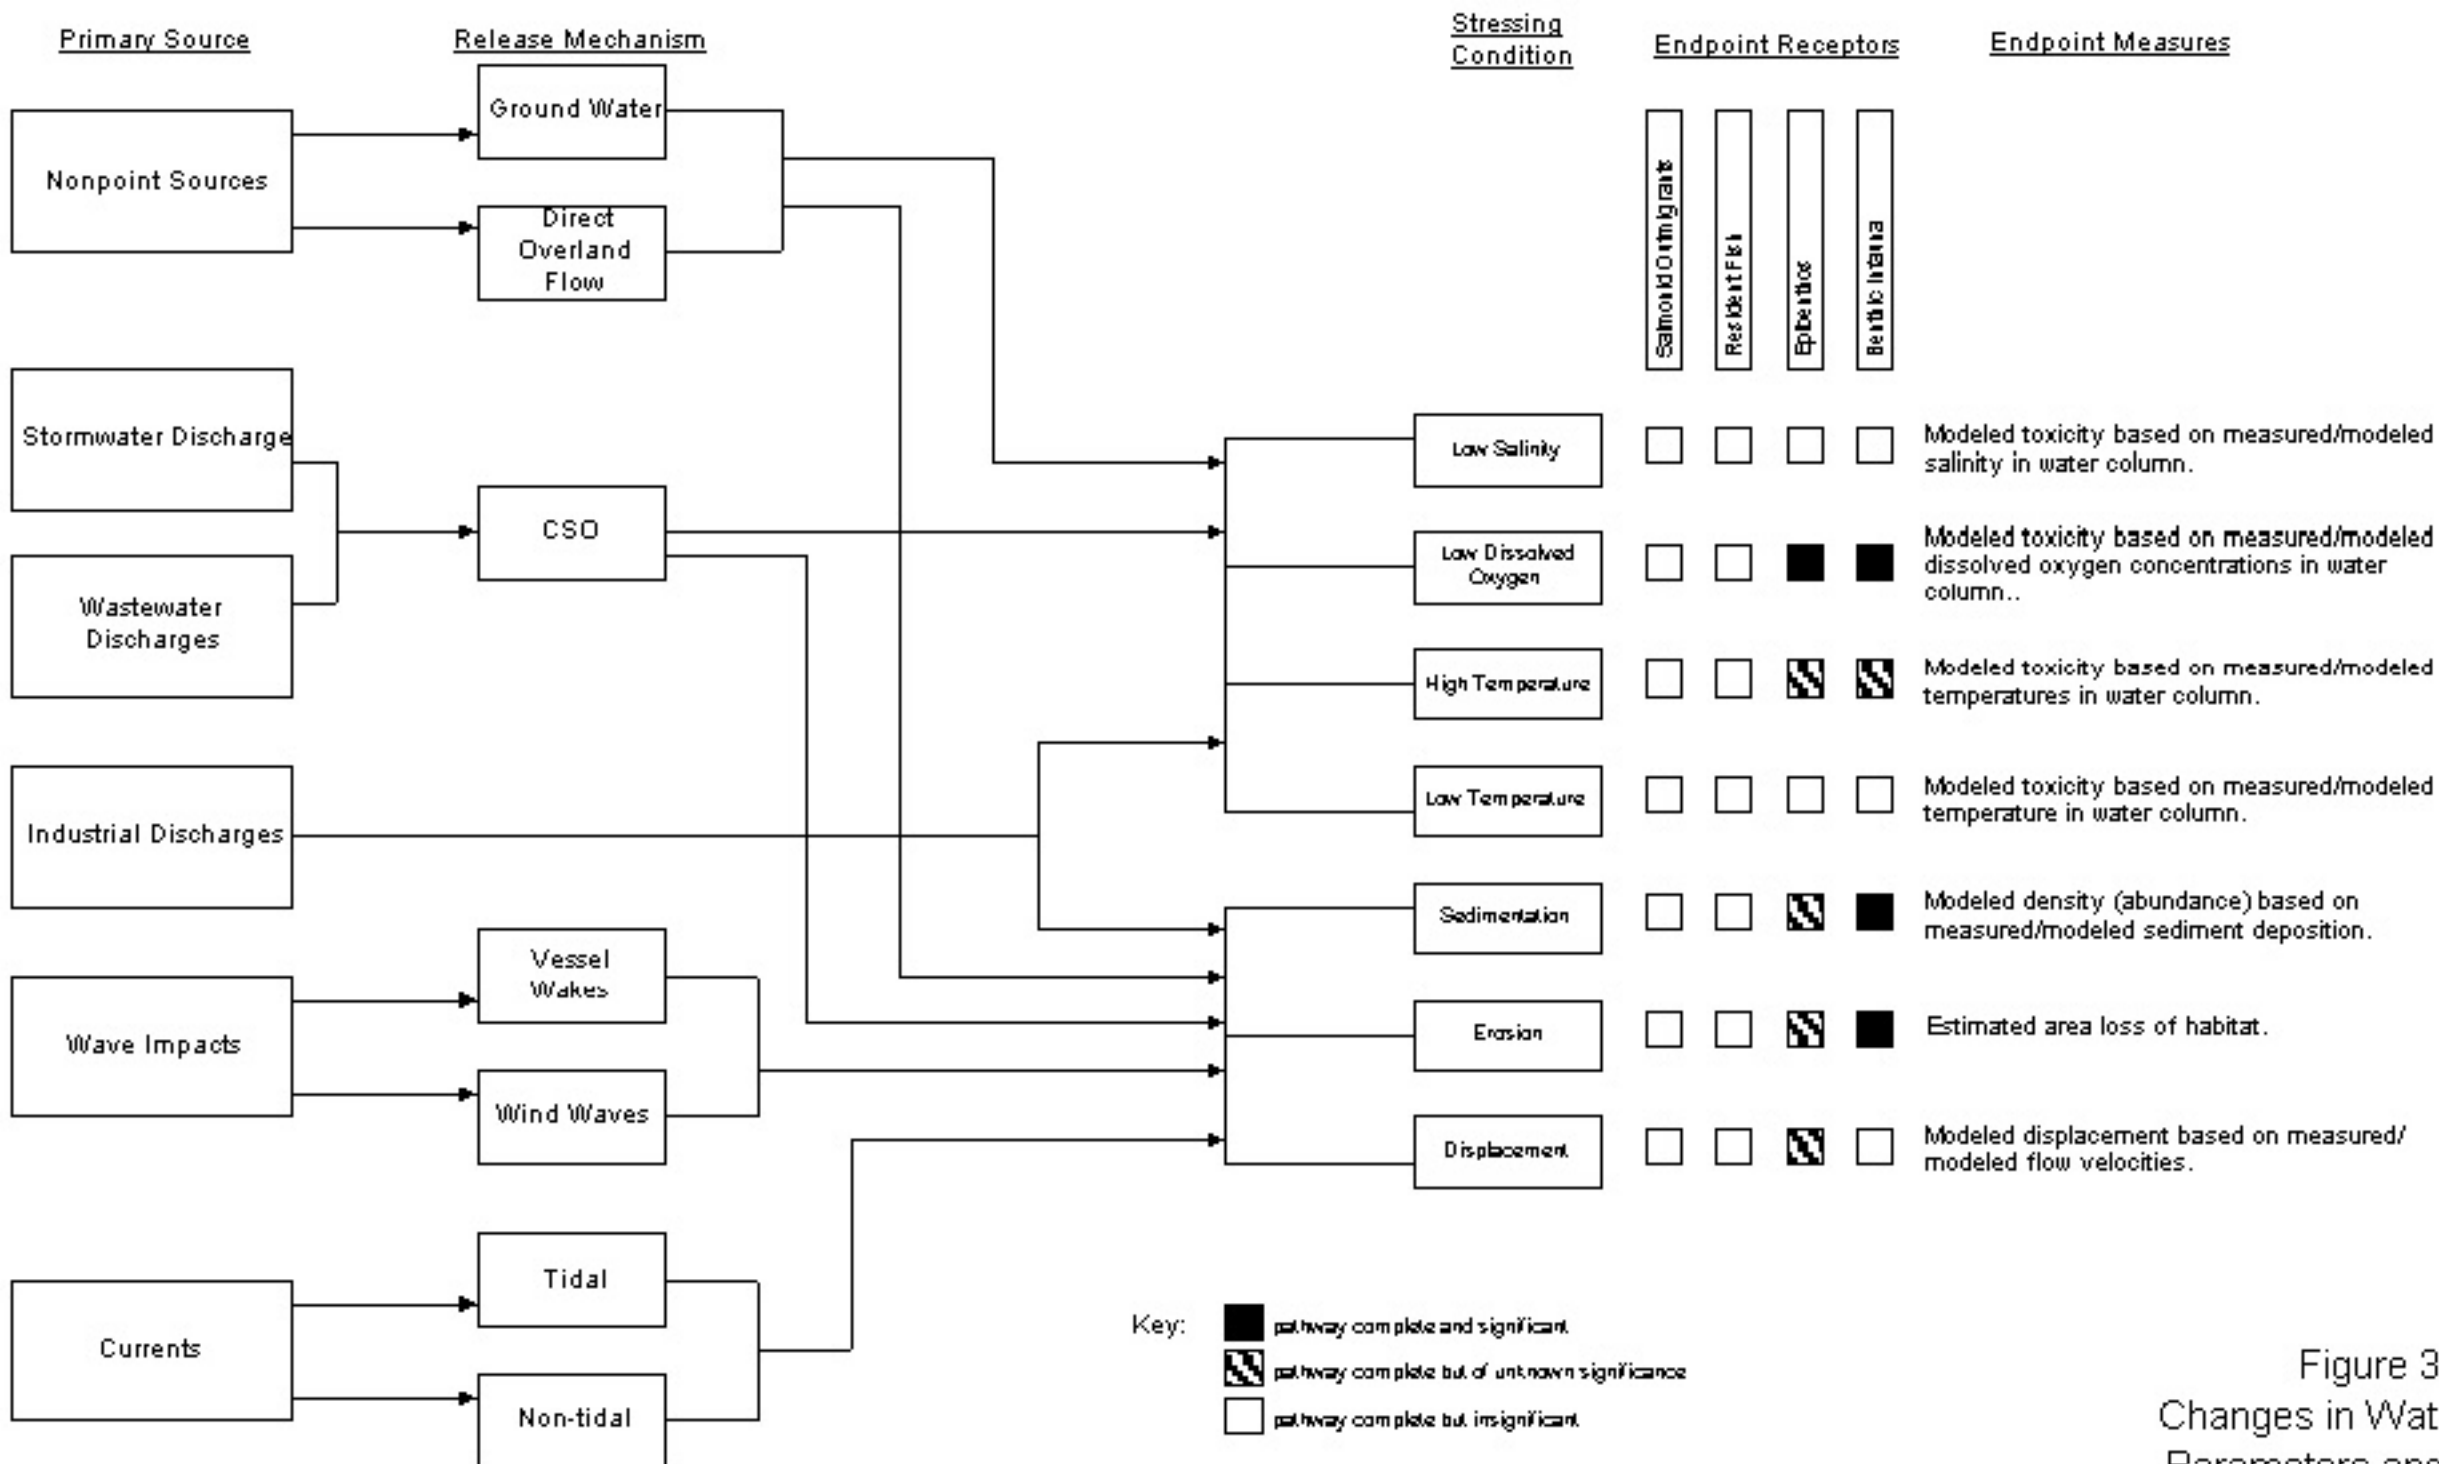 Primary Source
Release Mechanism
Stressing
Condition
Endpoint Receptors
Endpoint Measures
Nonpoint Sources
Ground Water
Direct
Overland
Flow
Stormwater Discharge
Wastewater
Discharges
CSO
Industrial Discharges
Wave Impacts
Vessel
Wakes
Wind Waves
Currents
Tidal
Non-tidal
Salmonid Outmigrants
Resident Fish
Epibenthos
Benthic Infauna
Low Salinity
Modeled toxicity based on measured/modeled
salinity in water column.
Low Dissolved
Oxygen
Modeled toxicity based on measured/modeled
dissolved oxygen concentrations in water
column..
High Temperature
Modeled toxicity based on measured/modeled
temperatures in water column.
Low Temperature
Modeled toxicity based on measured/modeled
temperature in water column.
Sedimentation
Modeled density (abundance) based on
measured/modeled sediment deposition.
Erosion
Estimated area loss of habitat.
Displacement
Modeled displacement based on measured/
modeled flow velocities.
Key:
pathway complete and significant
pathway complete but of unknown significance
pathway complete but insignificant
Figure 3
Changes in Wat